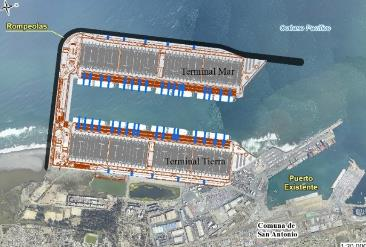 Rompeolas
Océano Pacífico
Terminal Mar
Terminal Tierra
Puerto
Existente
Comuna de
San Antonio